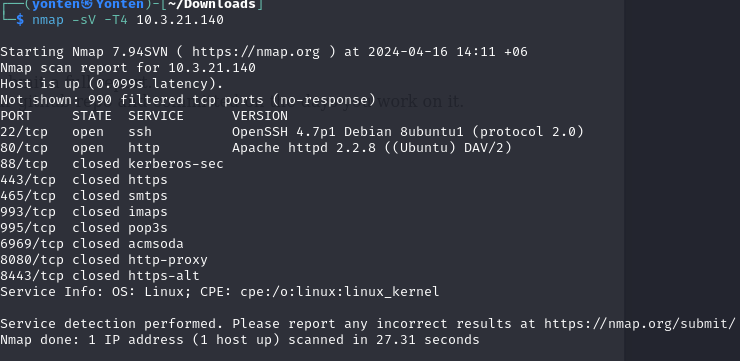 ┌──(yonten㉿Yonten)-[~/Downloads]
└─$ nmap -sV -T4 10.3.21.140
Starting Nmap 7.94SVN ( https://nmap.org ) at 2024-04-16 14:11 +06
Nmap scan report for 10.3.21.140
Host is up (0.099s latency).
Not shown: 990 filtered tcp ports (no-response)
work on it.
PORT     STATE  SERVICE      VERSION
22/tcp   open   ssh          OpenSSH 4.7p1 Debian 8ubuntu1 (protocol 2.0)
80/tcp   open   http         Apache httpd 2.2.8 ((Ubuntu) DAV/2)
88/tcp   closed kerberos-sec
443/tcp  closed https
465/tcp  closed smtps
993/tcp  closed imaps
995/tcp  closed pop3s
6969/tcp closed acmsoda
8080/tcp closed http-proxy
8443/tcp closed https-alt
Service Info: OS: Linux; CPE: cpe:/o:linux:linux_kernel
Service detection performed. Please report any incorrect results at https://nmap.org/submit/
Nmap done: 1 IP address (1 host up) scanned in 27.31 seconds